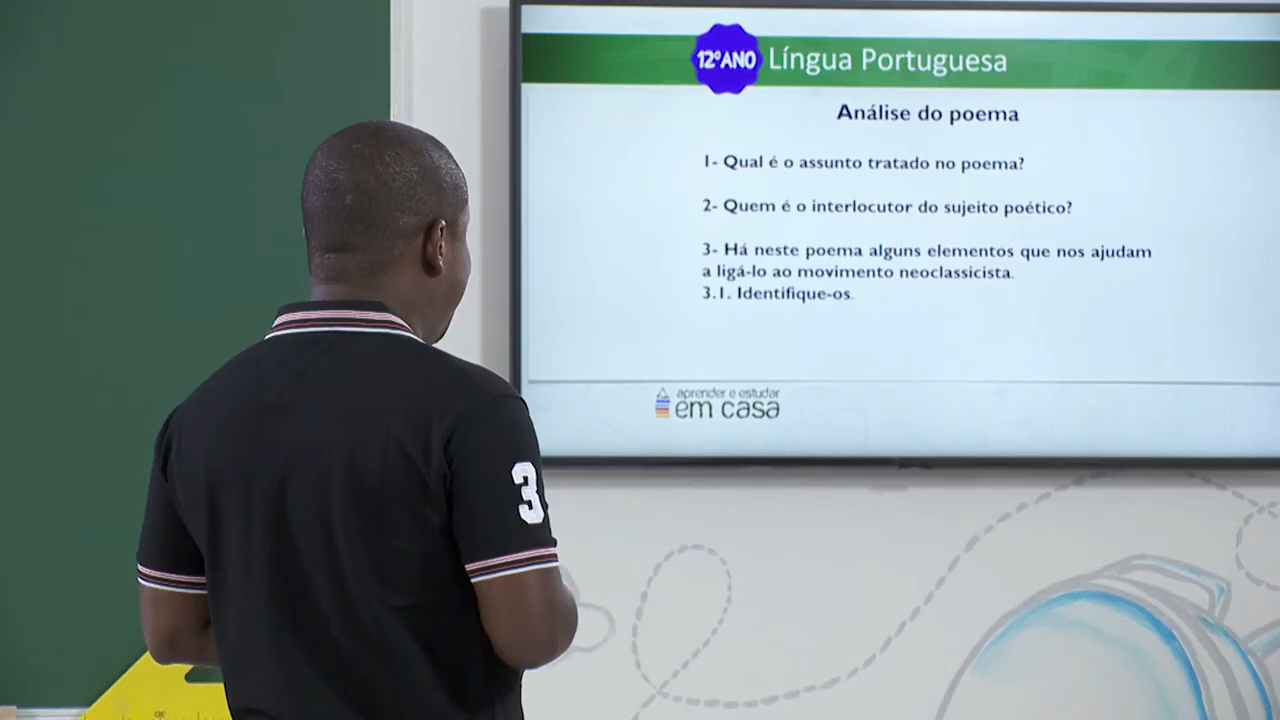 12ºANO Língua Portuguesa
Análise do poema
1- Qual é o assunto tratado no poema?
2- Quem é o interlocutor do sujeito poético?
3- Há neste poema alguns elementos que nos ajudam
a ligá-lo ao movimento neoclassicista.
3.1. Identifique-os.
aprender e estudar
em casa
3